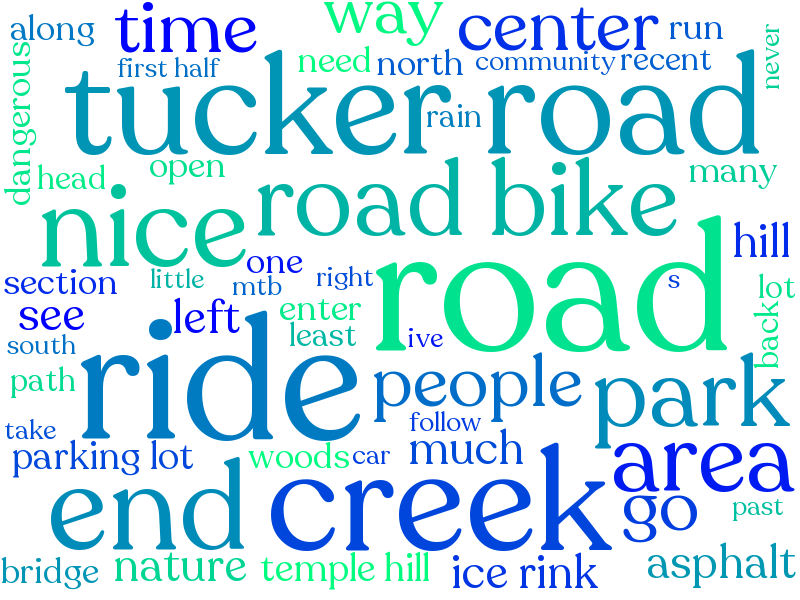 way
along
time
center
run
first half
need
north
community
recent
never
dangerous
tucker road
rain
head
open
many
nice
road bike
hill
one
section
little
mtb
right
road
s
lot
see
left
enter
least
ive
back
south
ride
path
people
park
take
follow
parking lot
woods
car
much
area
end
creek
go
past
bridge
nature
temple hill
ice rink
asphalt